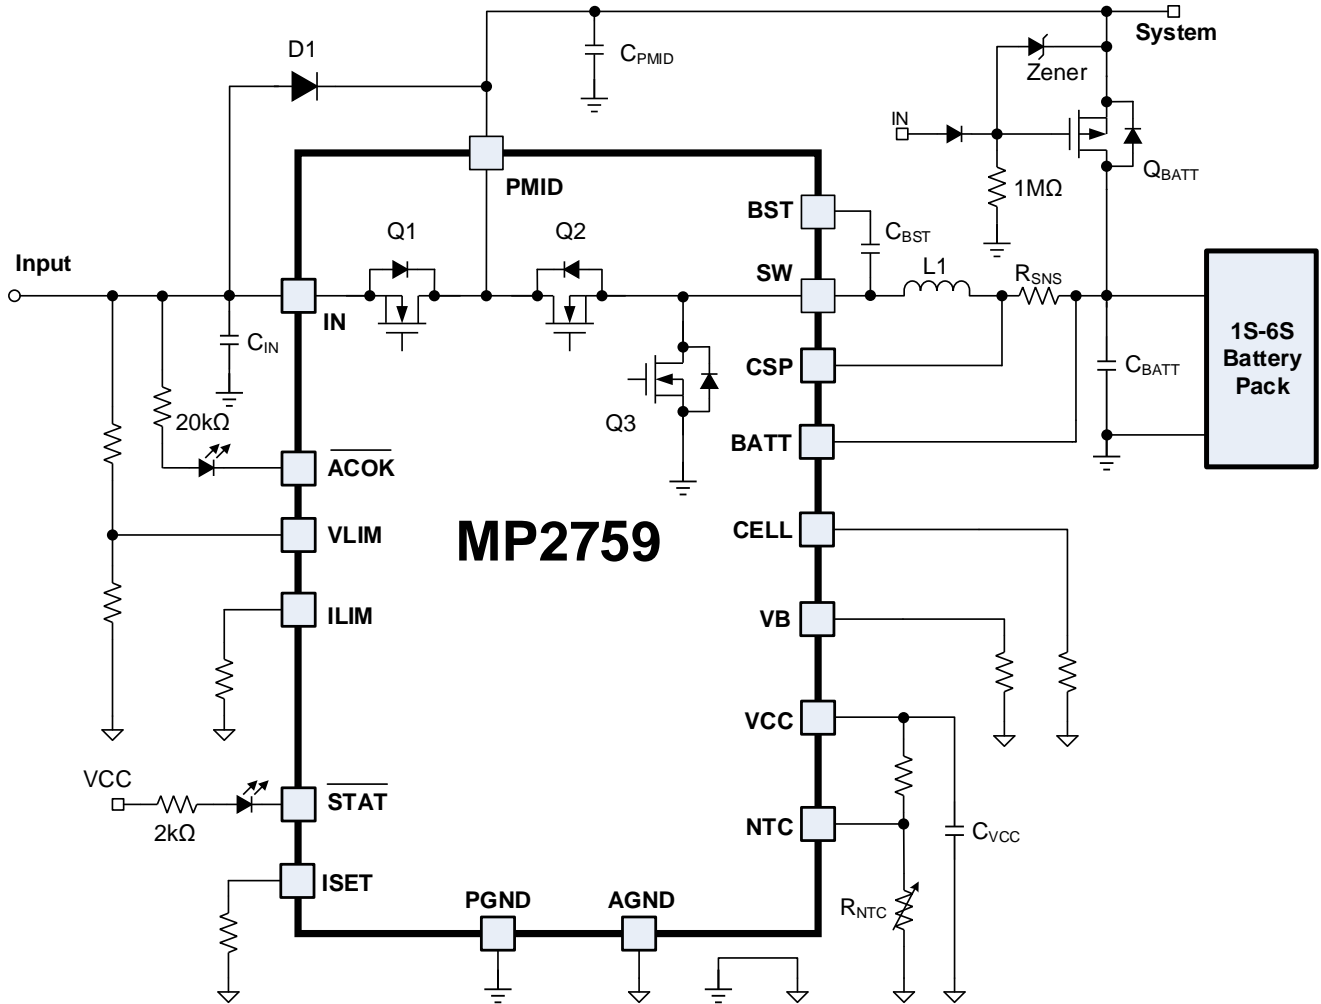 System
D1
CPMID
Zener
IN
PMID
QBATT
1MΩ
BST
Q1
Q2
CBST
Input
SW
L1
RSNS
IN
CIN
1S-6S
Battery
Pack
CSP
CBATT
20kΩ
Q3
BATT
ACOK
VLIM
MP2759
CELL
ILIM
VB
VCC
VCC
STAT
2kΩ
NTC
CVCC
ISET
PGND
AGND
RNTC